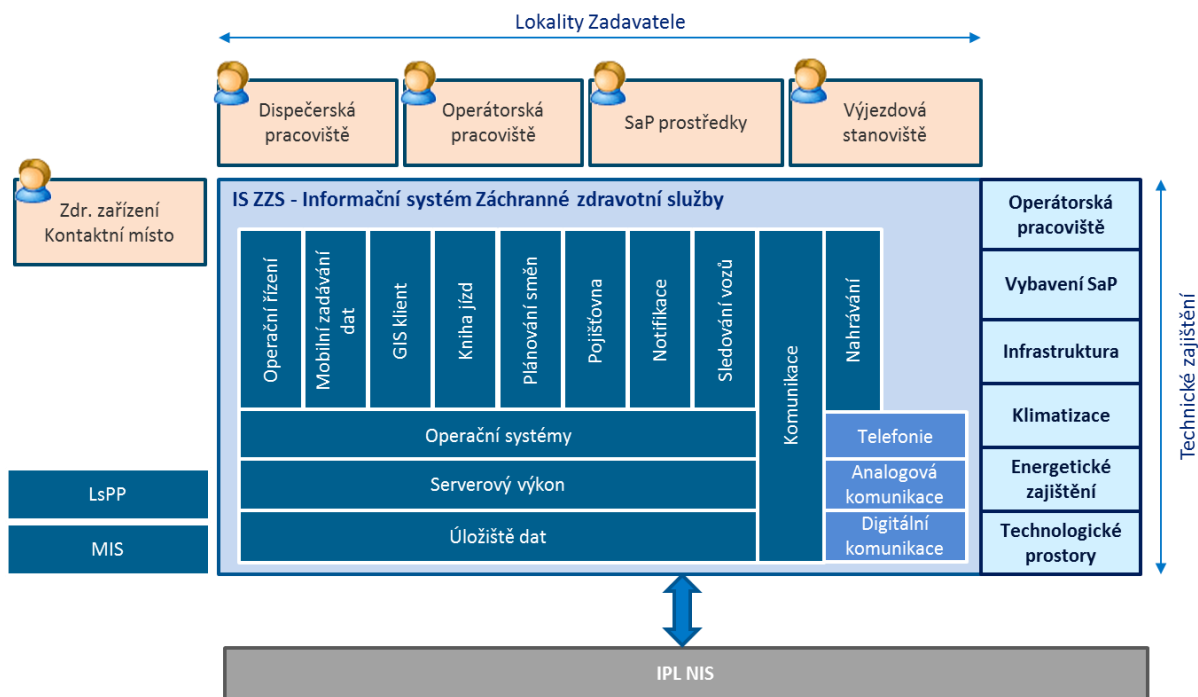 Lokality Zadavatele
Dispečerská
pracoviště
Operátorská
pracoviště
SaP prostředky
Výjezdová
stanoviště
Zdr. zařízení
Kontaktní místo
IS ZZS - Informační systém Záchranné zdravotní služby
Operační řízení
Mobilní zadávání
dat
GIS klient
Kniha jízd
Plánování směn
Pojišťovna
Notifikace
Sledování vozů
Komunikace
Nahrávání
Operační systémy
Serverový výkon
Úložiště dat
Telefonie
Analogová
komunikace
Digitální
komunikace
Operátorská
pracoviště
Vybavení SaP
Infrastruktura
Klimatizace
Energetické
zajištění
Technologické
prostory
Technické zajištění
LsPP
MIS
IPL NIS